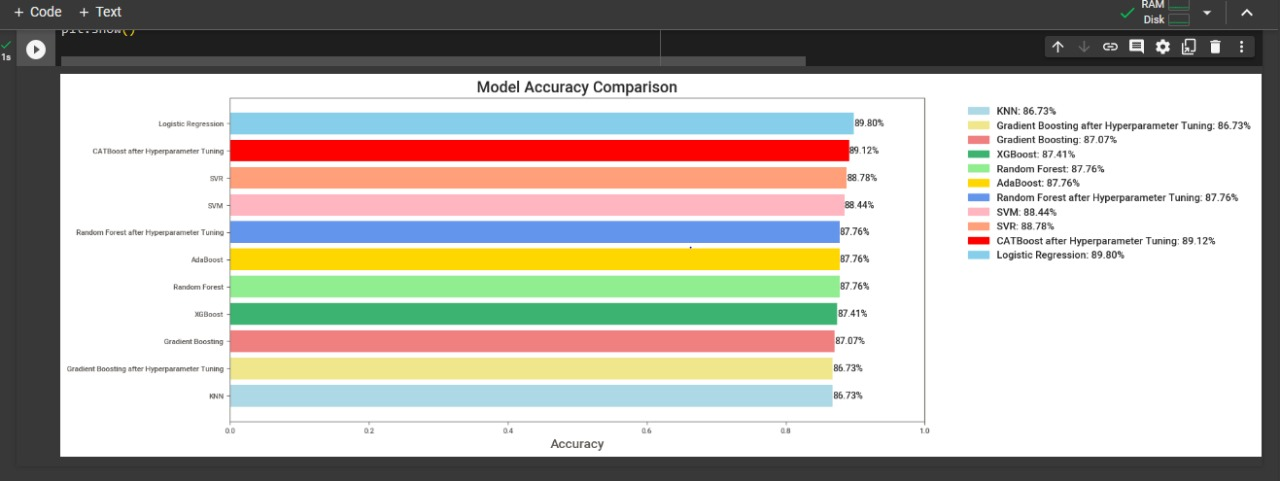 + Code + Text
RAM
Disk
plt.show()
1s
Model Accuracy Comparison
Logistic Regression 89.80%
CATBoost after Hyperparameter Tuning 89.12%
SVR 88.78%
SVM 88.44%
Random Forest after Hyperparameter Tuning 87.76%
AdaBoost 87.76%
Random Forest 87.76%
XGBoost 87.41%
Gradient Boosting 87.07%
Gradient Boosting after Hyperparameter Tuning 86.73%
KNN 86.73%
0.0 0.2 0.4 0.6 0.8 1.0
Accuracy
KNN: 86.73%
Gradient Boosting after Hyperparameter Tuning: 86.73%
Gradient Boosting: 87.07%
XGBoost: 87.41%
Random Forest: 87.76%
AdaBoost: 87.76%
Random Forest after Hyperparameter Tuning: 87.76%
SVM: 88.44%
SVR: 88.78%
CATBoost after Hyperparameter Tuning: 89.12%
Logistic Regression: 89.80%